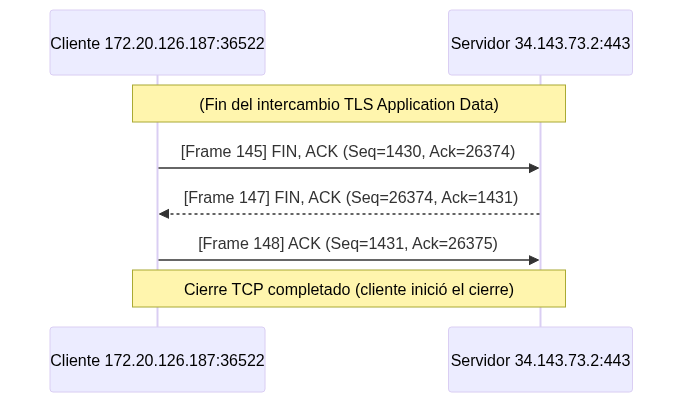 Cliente 172.20.126.187:36522
Servidor 34.143.73.2:443
(Fin del intercambio TLS Application Data)
[Frame 145] FIN, ACK (Seq=1430, Ack=26374)
[Frame 147] FIN, ACK (Seq=26374, Ack=1431)
[Frame 148] ACK (Seq=1431, Ack=26375)
Cierre TCP completado (cliente inició el cierre)
Cliente 172.20.126.187:36522
Servidor 34.143.73.2:443